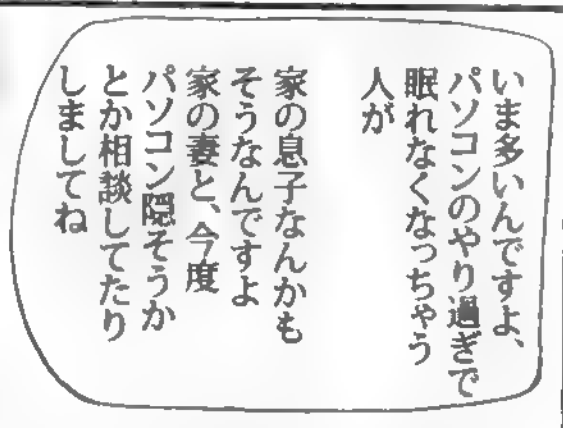 いま多いんですよ、
パソコンのやり過ぎで
眠れなくなっちゃう
人が
家の息子なんかも
そうなんですよ
家の妻と、今度
パソコン隠そうか
とか相談してたり
しましてね